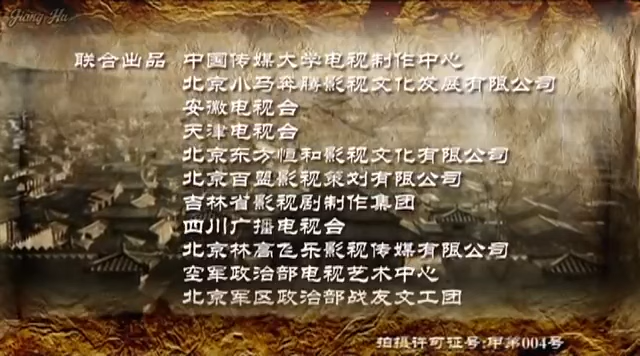 Jiang Hu
联合出品 中国传媒大学电视制作中心
北京小马奔腾影视文化发展有限公司
安徽电视台
天津电视台
北京东方恒和影视文化有限公司
北京百盟影视策划有限公司
吉林省影视剧制作集团
四川广播电视台
北京林高飞乐影视传媒有限公司
空军政治部电视艺术中心
北京军区政治部战友文工团
拍摄许可证号:甲第004号